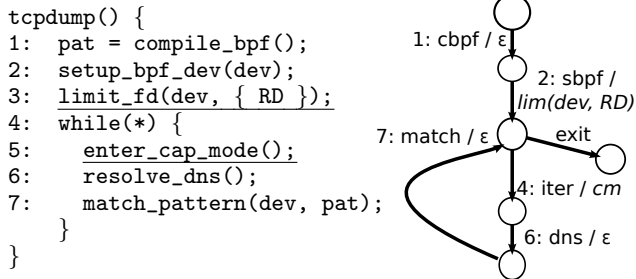 tcpdump() {
1: pat = compile_bpf();
2: setup_bpf_dev(dev);
3: limit_fd(dev, { RD });
4: while(*) {
5: enter_cap_mode();
6: resolve_dns();
7: match_pattern(dev, pat);
}
}
1: cbpf / ε
2: sbpf /
lim(dev, RD)
7: match / ε
exit
4: iter / cm
6: dns / ε